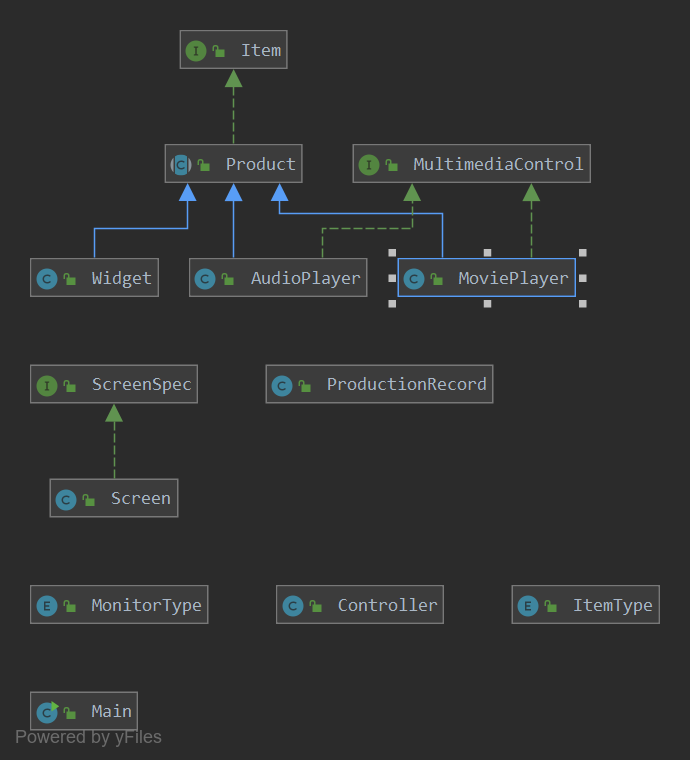 I Item
C Product
I MultimediaControl
C Widget
C AudioPlayer
C MoviePlayer
I ScreenSpec
C ProductionRecord
C Screen
E MonitorType
C Controller
E ItemType
C Main
Powered by yFiles